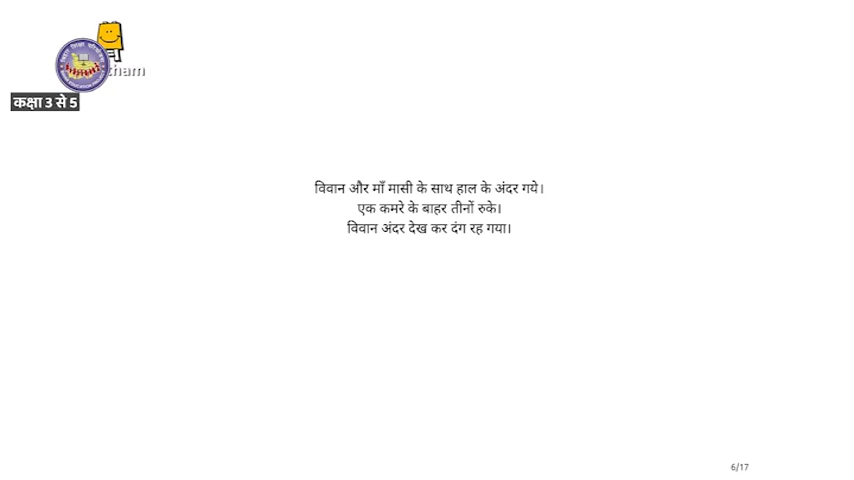 कक्षा 3 से 5
विवान और माँ मासी के साथ हाल के अंदर गये।
एक कमरे के बाहर तीनों रुके।
विवान अंदर देख कर दंग रह गया।
6/17